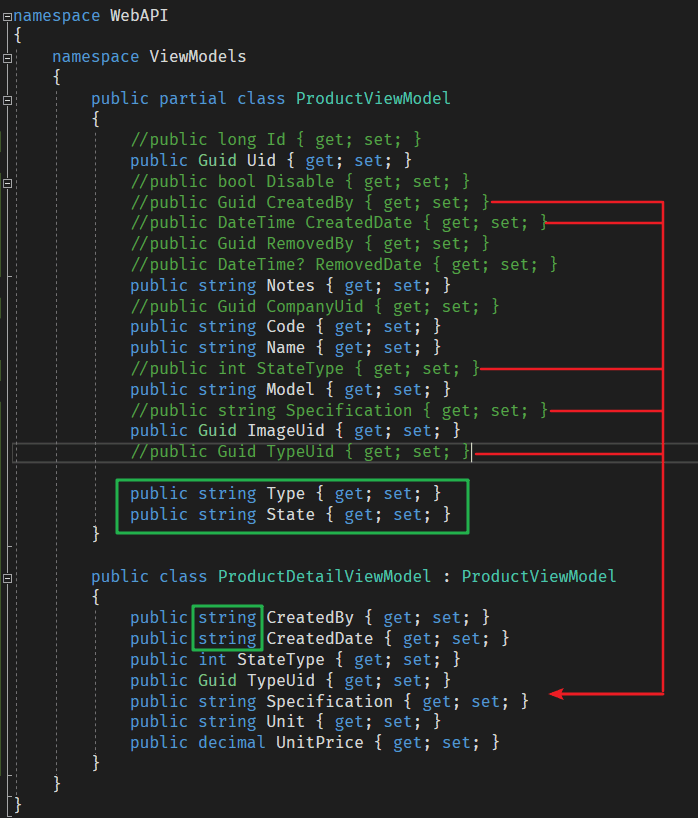 namespace WebAPI
{
namespace ViewModels
{
public partial class ProductViewModel
{
//public long Id { get; set; }
public Guid Uid { get; set; }
//public bool Disable { get; set; }
//public Guid CreatedBy { get; set; }
//public DateTime CreatedDate { get; set; }
//public Guid RemovedBy { get; set; }
//public DateTime? RemovedDate { get; set; }
public string Notes { get; set; }
//public Guid CompanyUid { get; set; }
public string Code { get; set; }
public string Name { get; set; }
//public int StateType { get; set; }
public string Model { get; set; }
//public string Specification { get; set; }
public Guid ImageUid { get; set; }
//public Guid TypeUid { get; set; }
public string Type { get; set; }
public string State { get; set; }
}
public class ProductDetailViewModel : ProductViewModel
{
public string CreatedBy { get; set; }
public string CreatedDate { get; set; }
public int StateType { get; set; }
public Guid TypeUid { get; set; }
public string Specification { get; set; }
public string Unit { get; set; }
public decimal UnitPrice { get; set; }
}
}
}